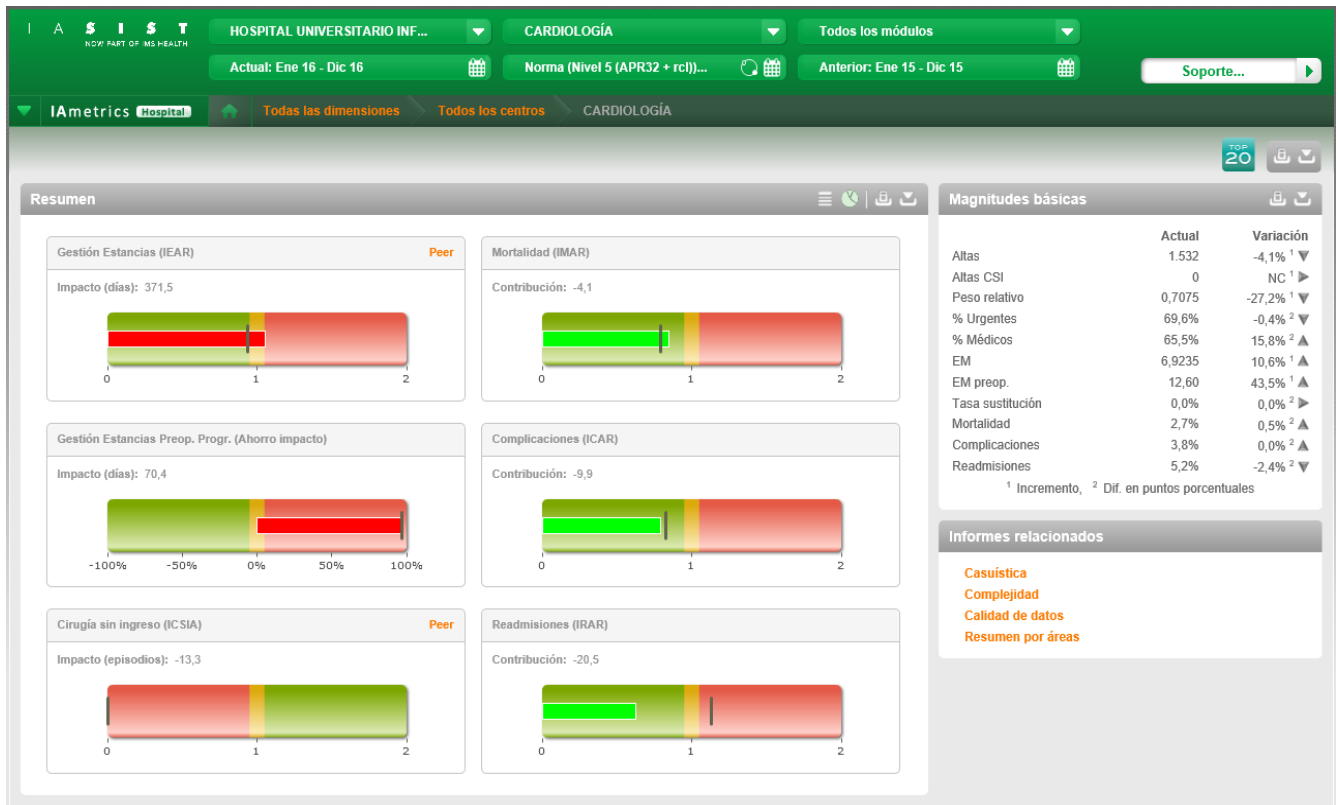 I A S I S T
NOW PART OF IMS HEALTH
HOSPITAL UNIVERSITARIO INF...
CARDIOLOGÍA
Todos los módulos
Actual: Ene 16 - Dic 16
Norma (Nivel 5 (APR32 + rcl))...
Anterior: Ene 15 - Dic 15
Soporte...
IAmetrics Hospital
Todas las dimensiones
Todos los centros
CARDIOLOGÍA
TOP
20
Resumen
Gestión Estancias (IEAR) Peer
Impacto (días): 371,5
0 1 2
Mortalidad (IMAR)
Contribución: -4,1
0 1 2
Gestión Estancias Preop. Progr. (Ahorro impacto)
Impacto (días): 70,4
-100% -50% 0% 50% 100%
Complicaciones (ICAR)
Contribución: -9,9
0 1 2
Cirugía sin ingreso (ICSIA) Peer
Impacto (episodios): -13,3
0 1 2
Readmisiones (IRAR)
Contribución: -20,5
0 1 2
Magnitudes básicas
Actual Variación
Altas 1.532 -4,1% 1
Altas CSI 0 NC 1
Peso relativo 0,7075 -27,2% 1
% Urgentes 69,6% -0,4% 2
% Médicos 65,5% 15,8% 2
EM 6,9235 10,6% 1
EM preop. 12,60 43,5% 1
Tasa sustitución 0,0% 0,0% 2
Mortalidad 2,7% 0,5% 2
Complicaciones 3,8% 0,0% 2
Readmisiones 5,2% -2,4% 2
1 Incremento, 2 Dif. en puntos porcentuales
Informes relacionados
Casuística
Complejidad
Calidad de datos
Resumen por áreas